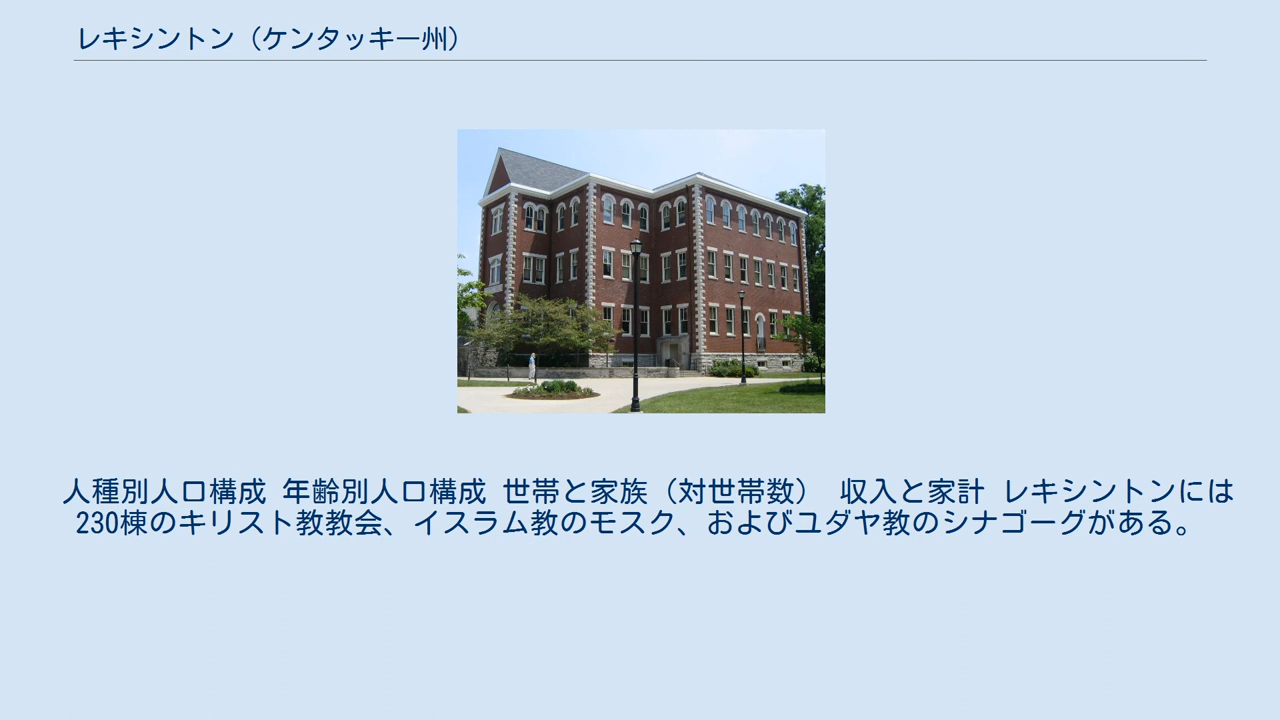 レキシントン（ケンタッキー州）
人種別人口構成 年齢別人口構成 世帯と家族（対世帯数） 収入と家計 レキシントンには
230棟のキリスト教教会、イスラム教のモスク、およびユダヤ教のシナゴーグがある。